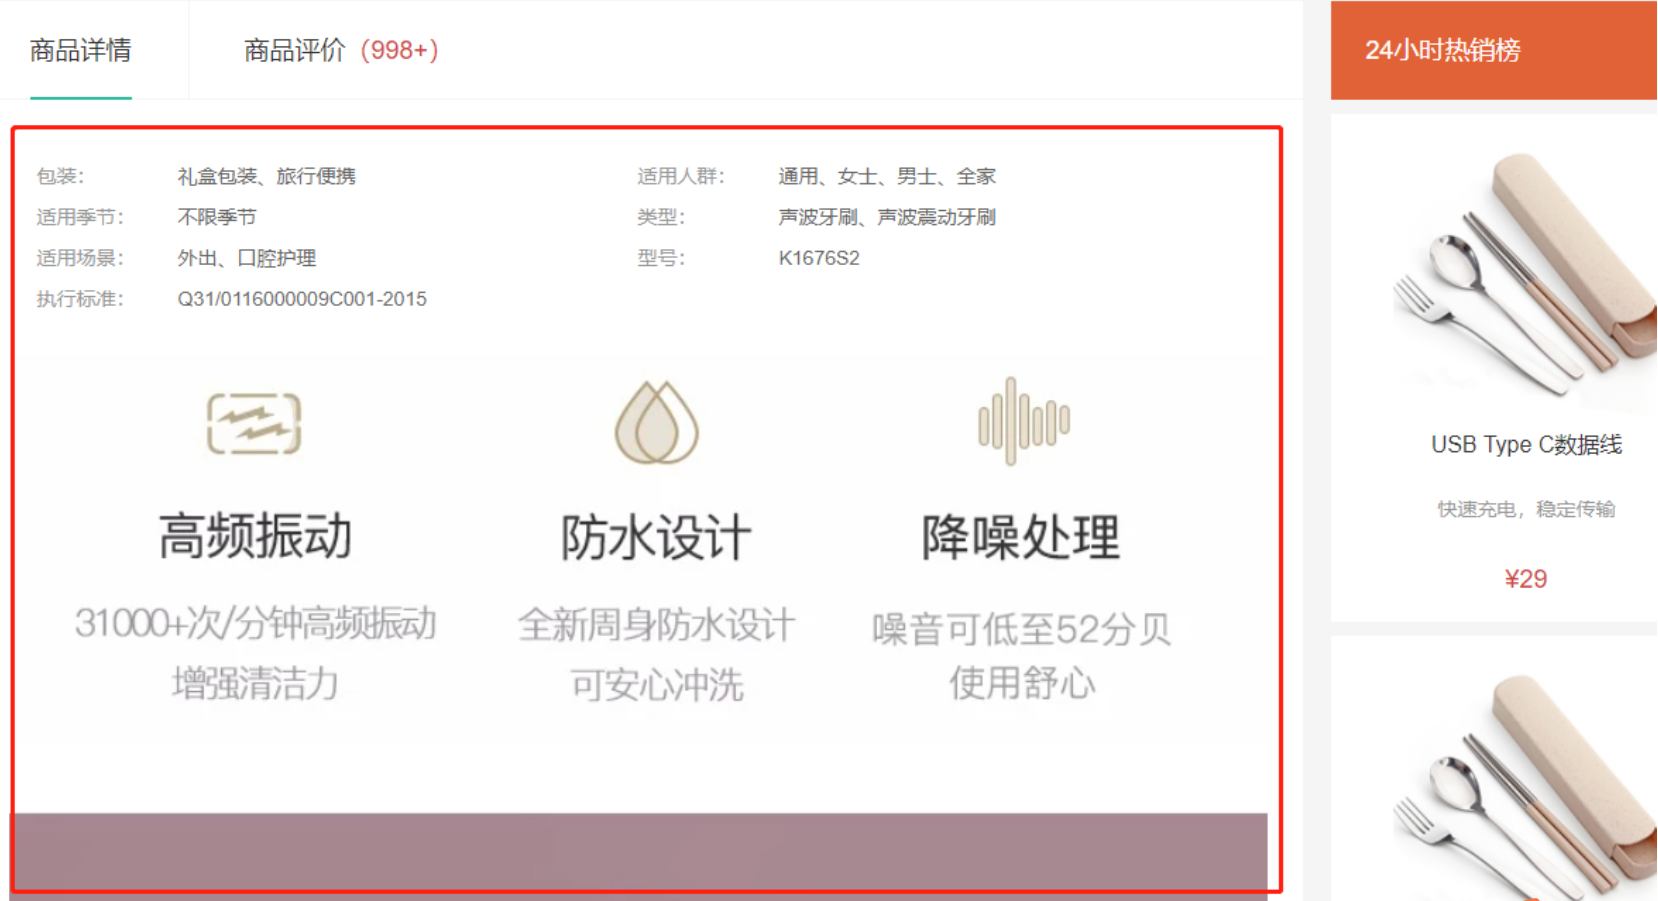 商品详情
商品评价（998+）
24小时热销榜
包装：
礼盒包装、旅行便携
适用人群：
通用、女士、男士、全家
适用季节：
不限季节
类型：
声波牙刷、声波震动牙刷
适用场景：
外出、口腔护理
型号：
K1676S2
执行标准：
Q31/0116000009C001-2015
高频振动
31000+次/分钟高频振动
增强清洁力
防水设计
全新周身防水设计
可安心冲洗
降噪处理
噪音可低至52分贝
使用舒心
USB Type C数据线
快速充电，稳定传输
¥29